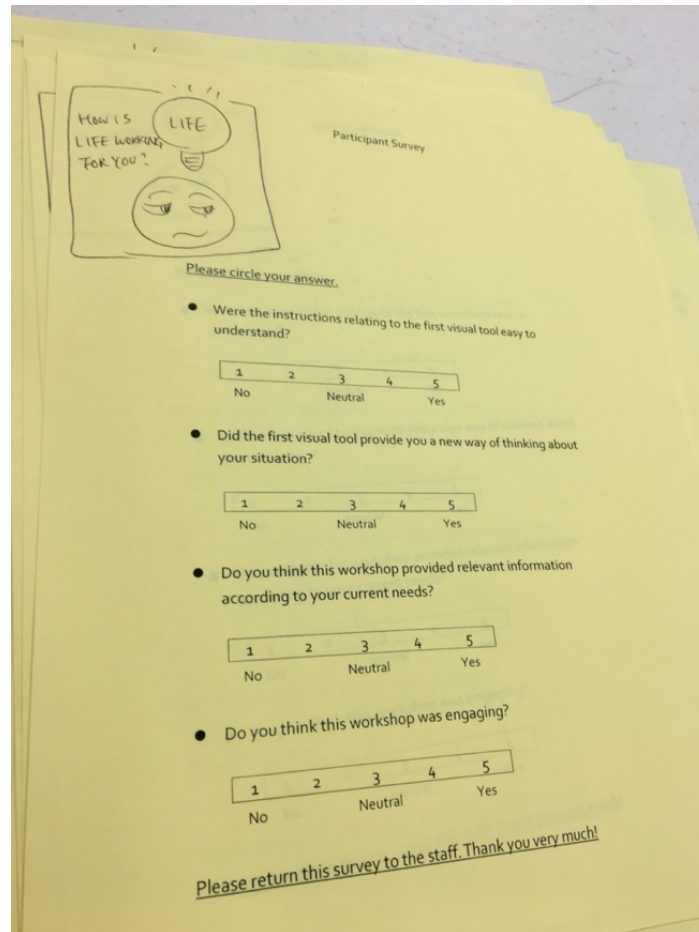 HOW IS
LIFE WORKING
FOR YOU?
LIFE
Participant Survey
Please circle your answer.
Were the instructions relating to the first visual tool easy to
understand?
1 2 3 4 5
No Neutral Yes
Did the first visual tool provide you a new way of thinking about
your situation?
1 2 3 4 5
No Neutral Yes
Do you think this workshop provided relevant information
according to your current needs?
1 2 3 4 5
No Neutral Yes
Do you think this workshop was engaging?
1 2 3 4 5
No Neutral Yes
Please return this survey to the staff. Thank you very much!